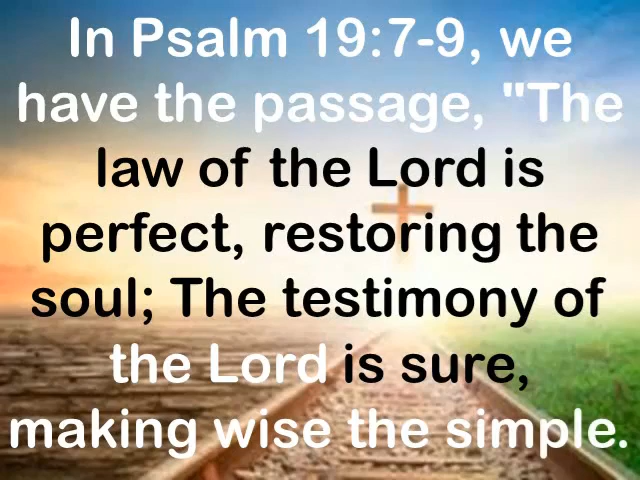 In Psalm 19:7-9, we
have the passage, "The
law of the Lord is
perfect, restoring the
soul; The testimony of
the Lord is sure,
making wise the simple.